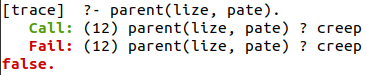 [trace]  ?- parent(lize, pate).
   Call: (12) parent(lize, pate) ? creep
   Fail: (12) parent(lize, pate) ? creep
false.